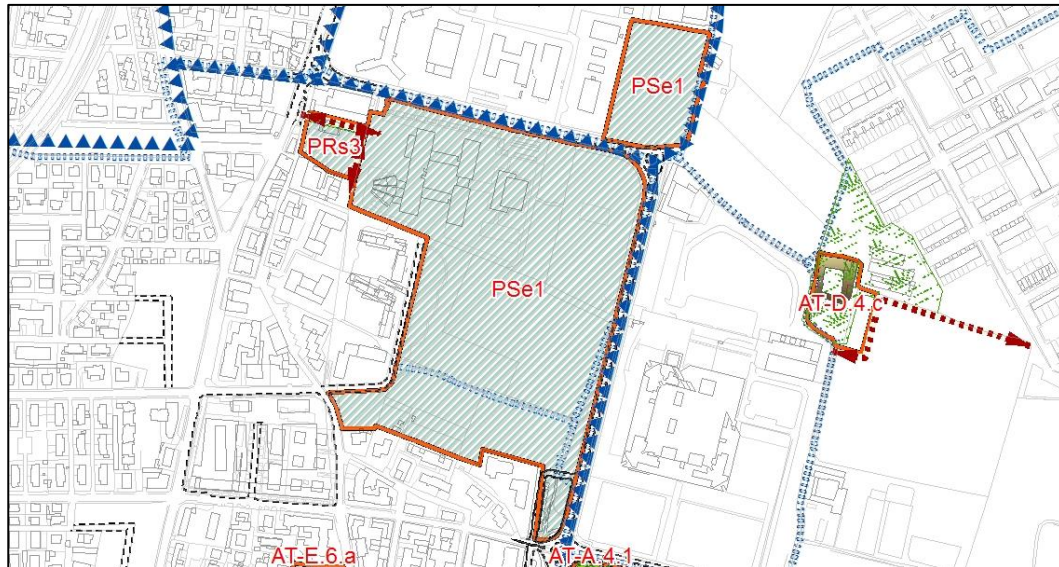 PSe1
PRs3
PSe1
AT-D.4.c
AT-E.6.a
AT-A.4.1